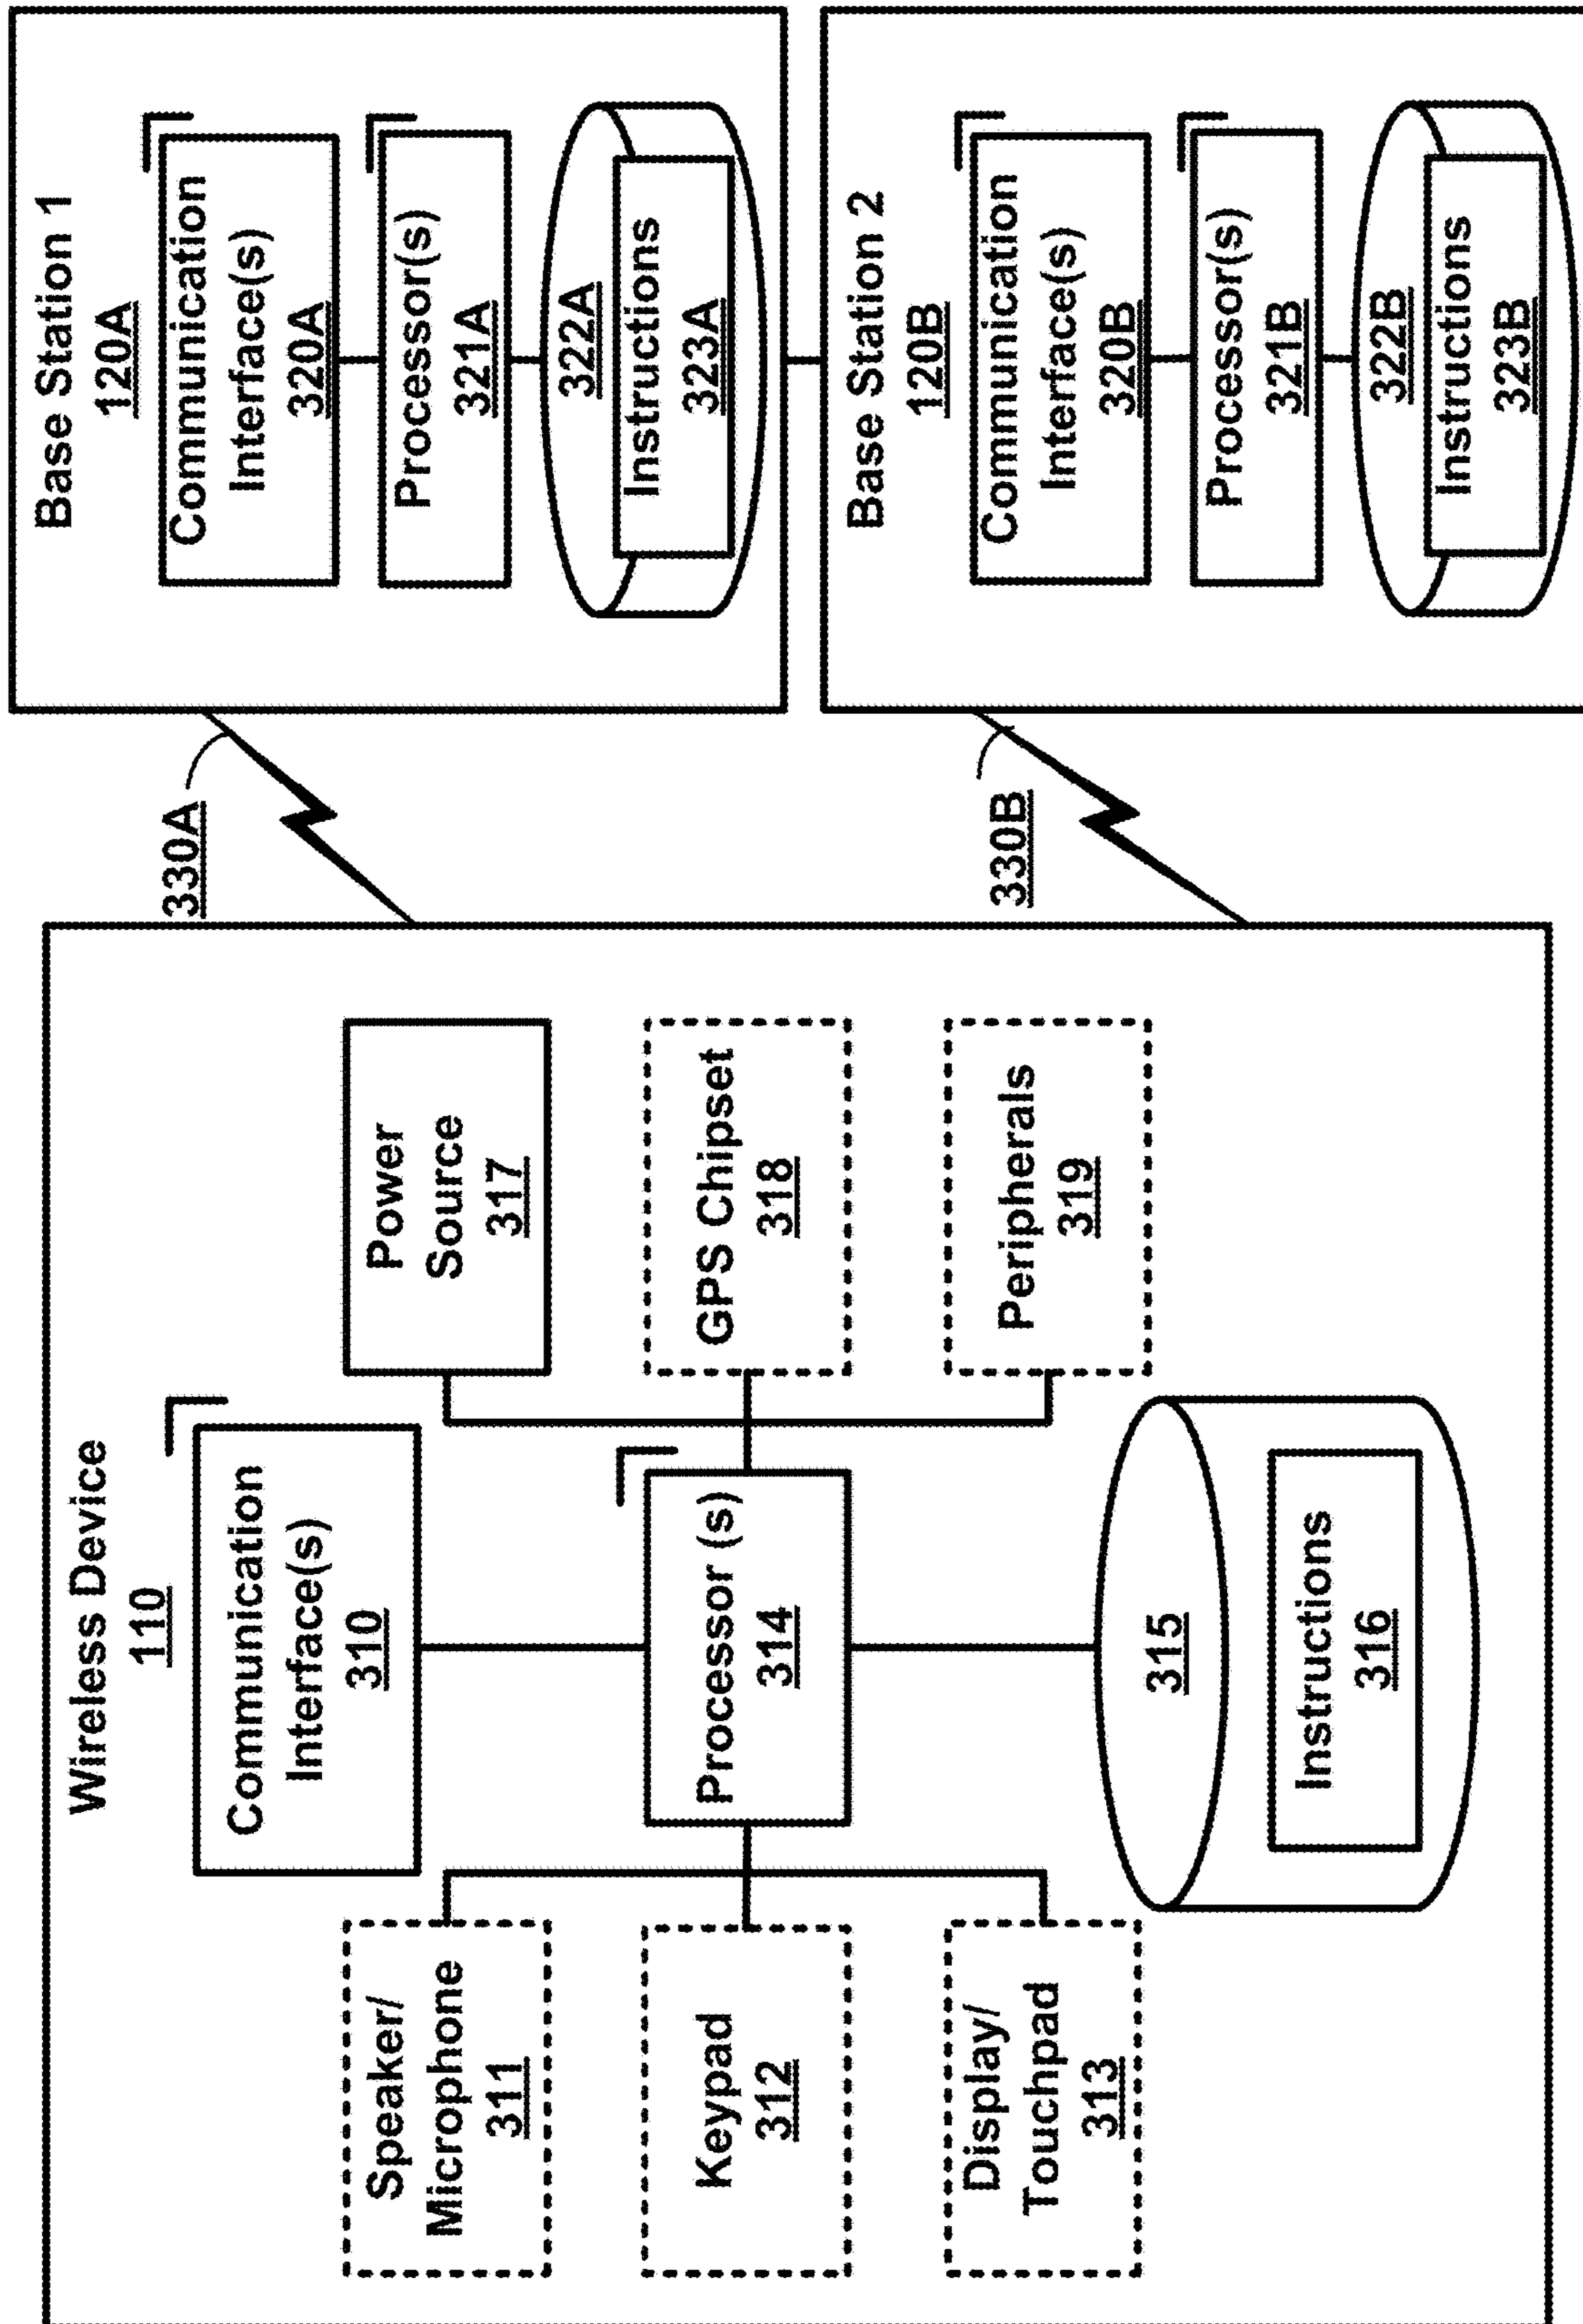 Wireless Device
110
Communication
Interface(s)
310
Speaker/
Microphone
311
Keypad
312
Display/
Touchpad
313
Processor (s)
314
Power
Source
317
GPS Chipset
318
Peripherals
319
315
Instructions
316
330A
330B
Base Station 1
120A
Communication
Interface(s)
320A
Processor(s)
321A
322A
Instructions
323A
Base Station 2
120B
Communication
Interface(s)
320B
Processor(s)
321B
322B
Instructions
323B